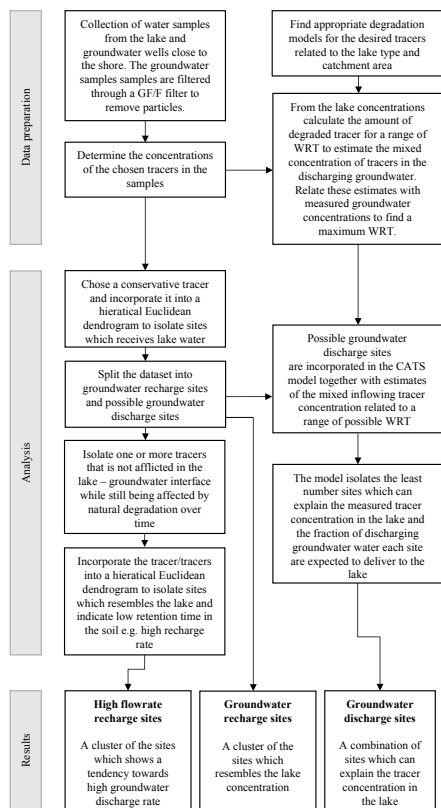 Data preparation
Collection of water samples
from the lake and
groundwater wells close to
the shore. The groundwater
samples samples are filtered
through a GF/F filter to
remove particles.
Determine the concentrations
of the chosen tracers in the
samples
Find appropriate degradation
models for the desired tracers
related to the lake type and
catchment area
From the lake concentrations
calculate the amount of
degraded tracer for a range of
WRT to estimate the mixed
concentration of tracers in the
discharging groundwater.
Relate these estimates with
measured groundwater
concentrations to find a
maximum WRT.
Analysis
Chose a conservative tracer
and incorporate it into a
hieratical Euclidean
dendrogram to isolate sites
which receives lake water
Split the dataset into
groundwater recharge sites
and possible groundwater
discharge sites
Isolate one or more tracers
that is not afflicted in the
lake – groundwater interface
while still being affected by
natural degradation over
time
Incorporate the tracer/tracers
into a hieratical Euclidean
dendrogram to isolate sites
which resembles the lake and
indicate low retention time in
the soil e.g. high recharge
rate
Possible groundwater
discharge sites
are incorporated in the CATS
model together with estimates
of the mixed inflowing tracer
concentration related to a
range of possible WRT
The model isolates the least
number sites which can
explain the measured tracer
concentration in the lake and
the fraction of discharging
groundwater water each site
are expected to deliver to the
lake
Results
High flowrate
recharge sites
A cluster of the sites
which shows a
tendency towards
high groundwater
discharge rate
Groundwater
recharge sites
A cluster of the
sites which
resembles the lake
concentration
Groundwater
discharge sites
A combination of
sites which can
explain the tracer
concentration in
the lake